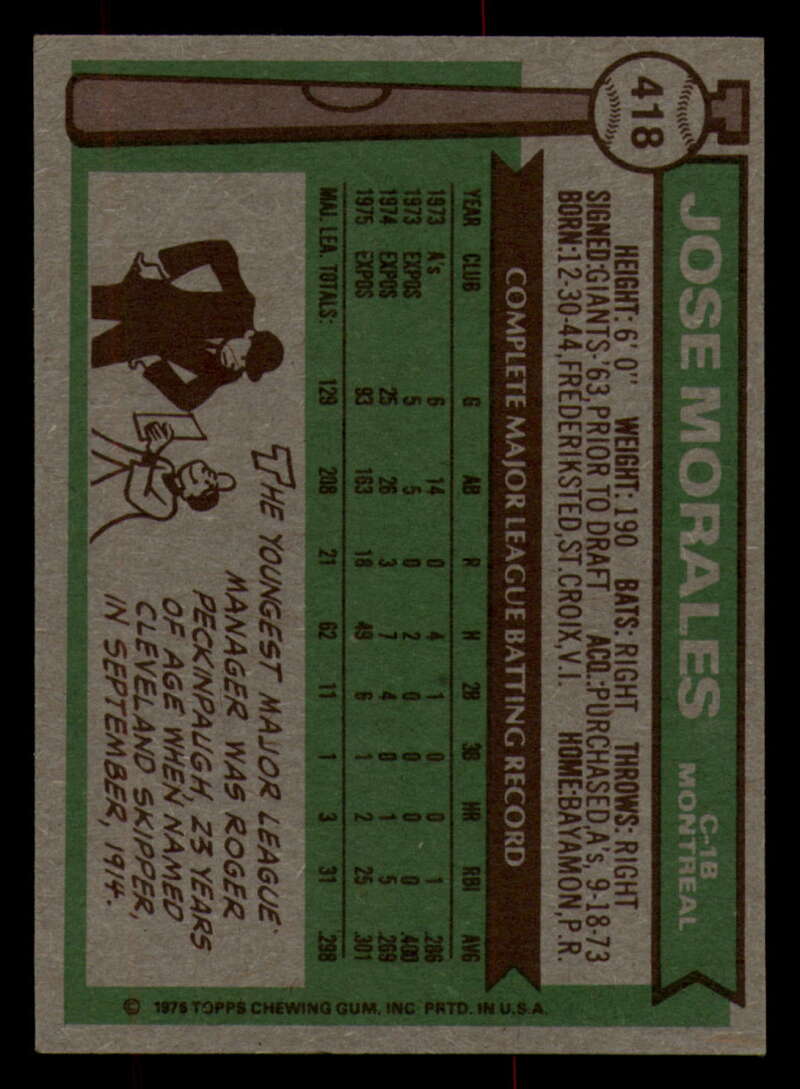 418
JOSE MORALES C-1B
MONTREAL
HEIGHT: 6' 0" WEIGHT: 190 BATS: RIGHT THROWS: RIGHT
SIGNED: GIANTS-'63, PRIOR TO DRAFT ACQ.: PURCHASED A's, 9-18-73
BORN: 12-30-44, FREDERIKSTED, ST. CROIX, V.I. HOME: BAYAMON, P.R.
COMPLETE MAJOR LEAGUE BATTING RECORD
YEAR CLUB G AB R H 2B 3B HR RBI AVG
1973 A's 6 14 0 4 1 0 0 1 .286
1973 EXPOS 5 5 0 2 0 0 0 0 .400
1974 EXPOS 25 26 3 7 4 0 1 5 .269
1975 EXPOS 93 163 18 49 6 1 2 25 .301
MAJ. LEA. TOTALS: 129 208 21 62 11 1 3 31 .298
THE YOUNGEST MAJOR LEAGUE
MANAGER WAS ROGER
PECKINPAUGH, 23 YEARS
OF AGE WHEN NAMED
CLEVELAND SKIPPER,
IN SEPTEMBER, 1914.
© 1976 TOPPS CHEWING GUM, INC. PRTD. IN U.S.A.